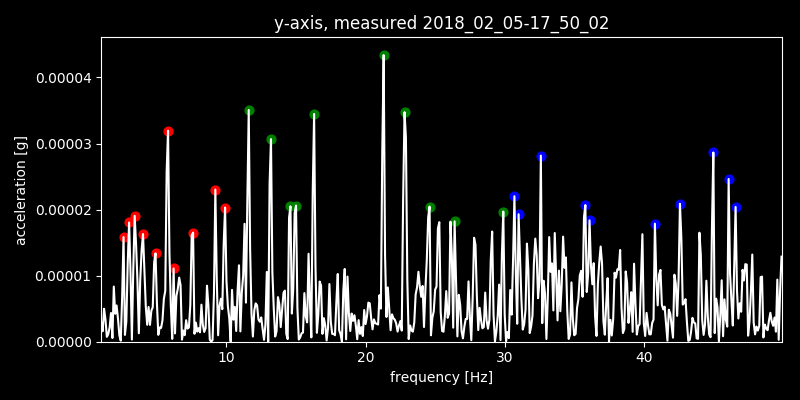 y-axis, measured 2018_02_05-17_50_02
0.00004
0.00003
0.00002
0.00001
0.00000
acceleration [g]
10 20 30 40
frequency [Hz]